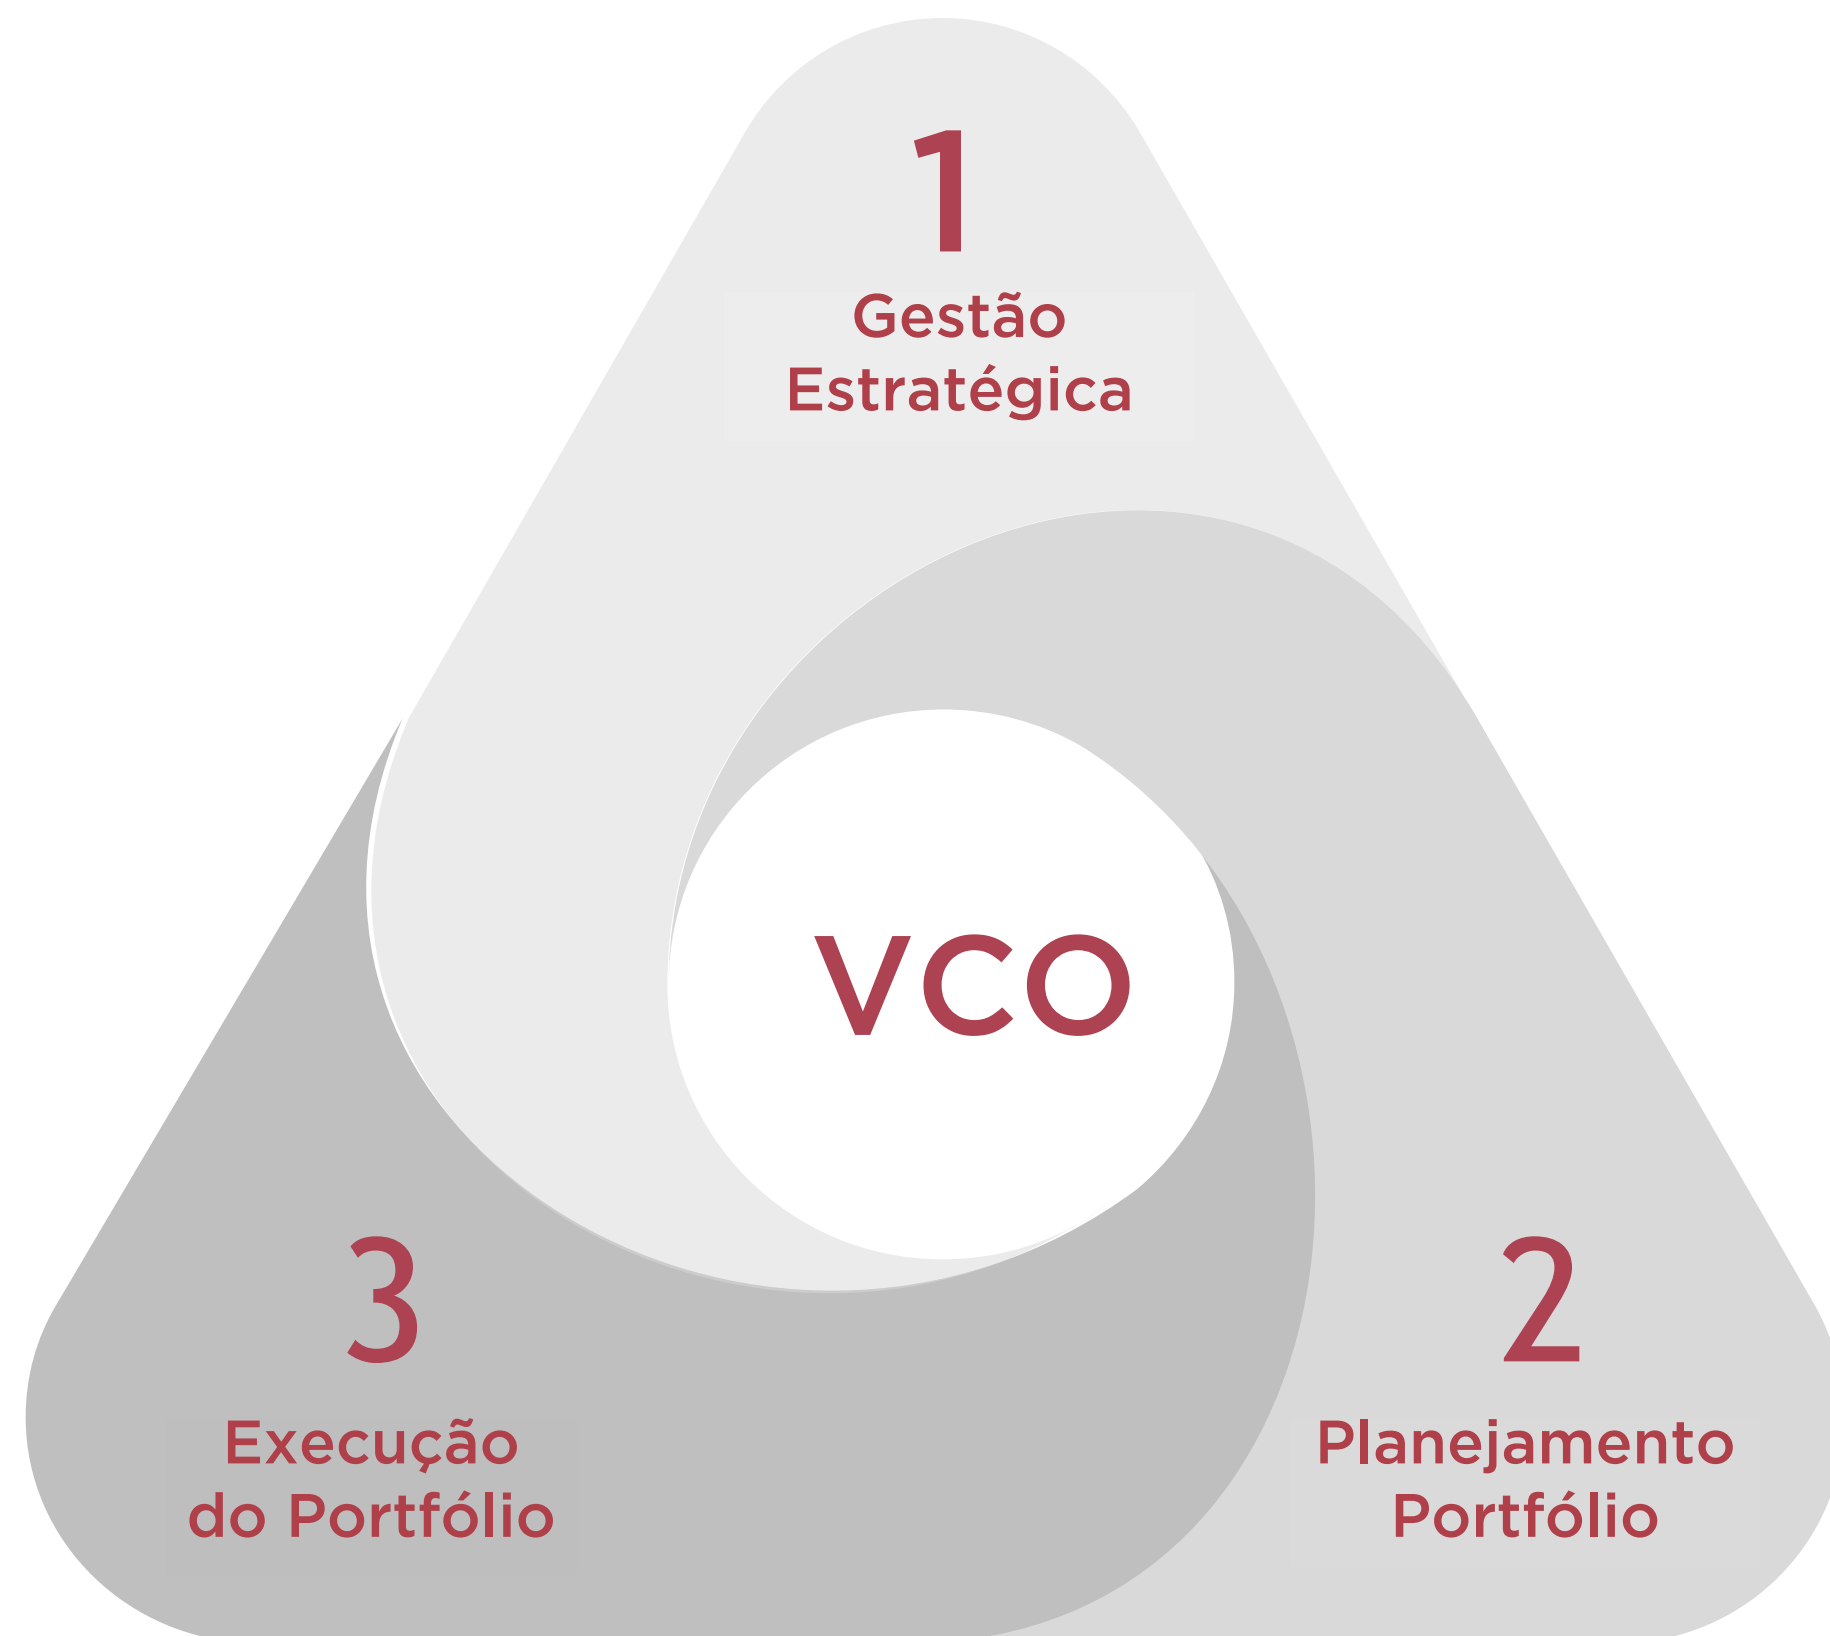 1
Gestão
Estratégica
VCO
3
Execução
do Portfólio
2
Planejamento
Portfólio